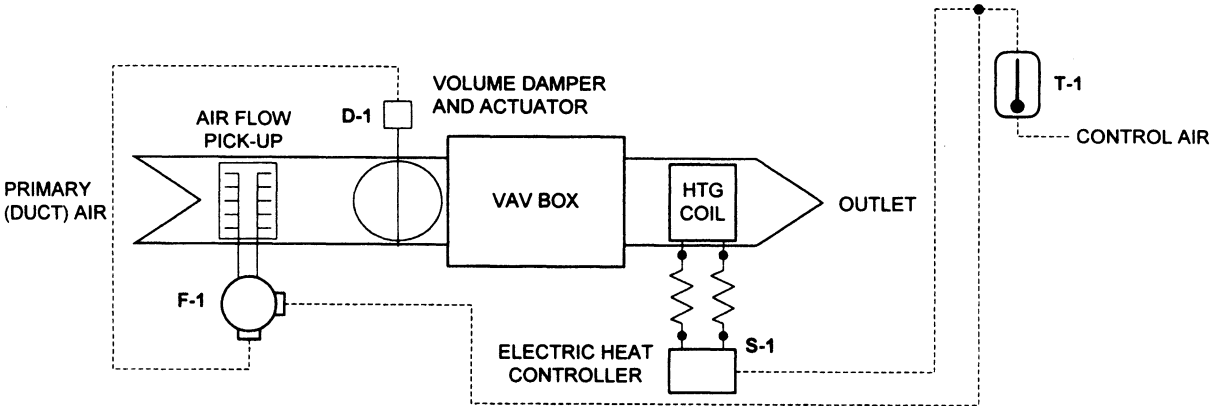 VOLUME DAMPER
AND ACTUATOR
D-1
T-1
AIR FLOW
PICK-UP
CONTROL AIR
PRIMARY
(DUCT) AIR
VAV BOX
HTG
COIL
OUTLET
F-1
S-1
ELECTRIC HEAT
CONTROLLER